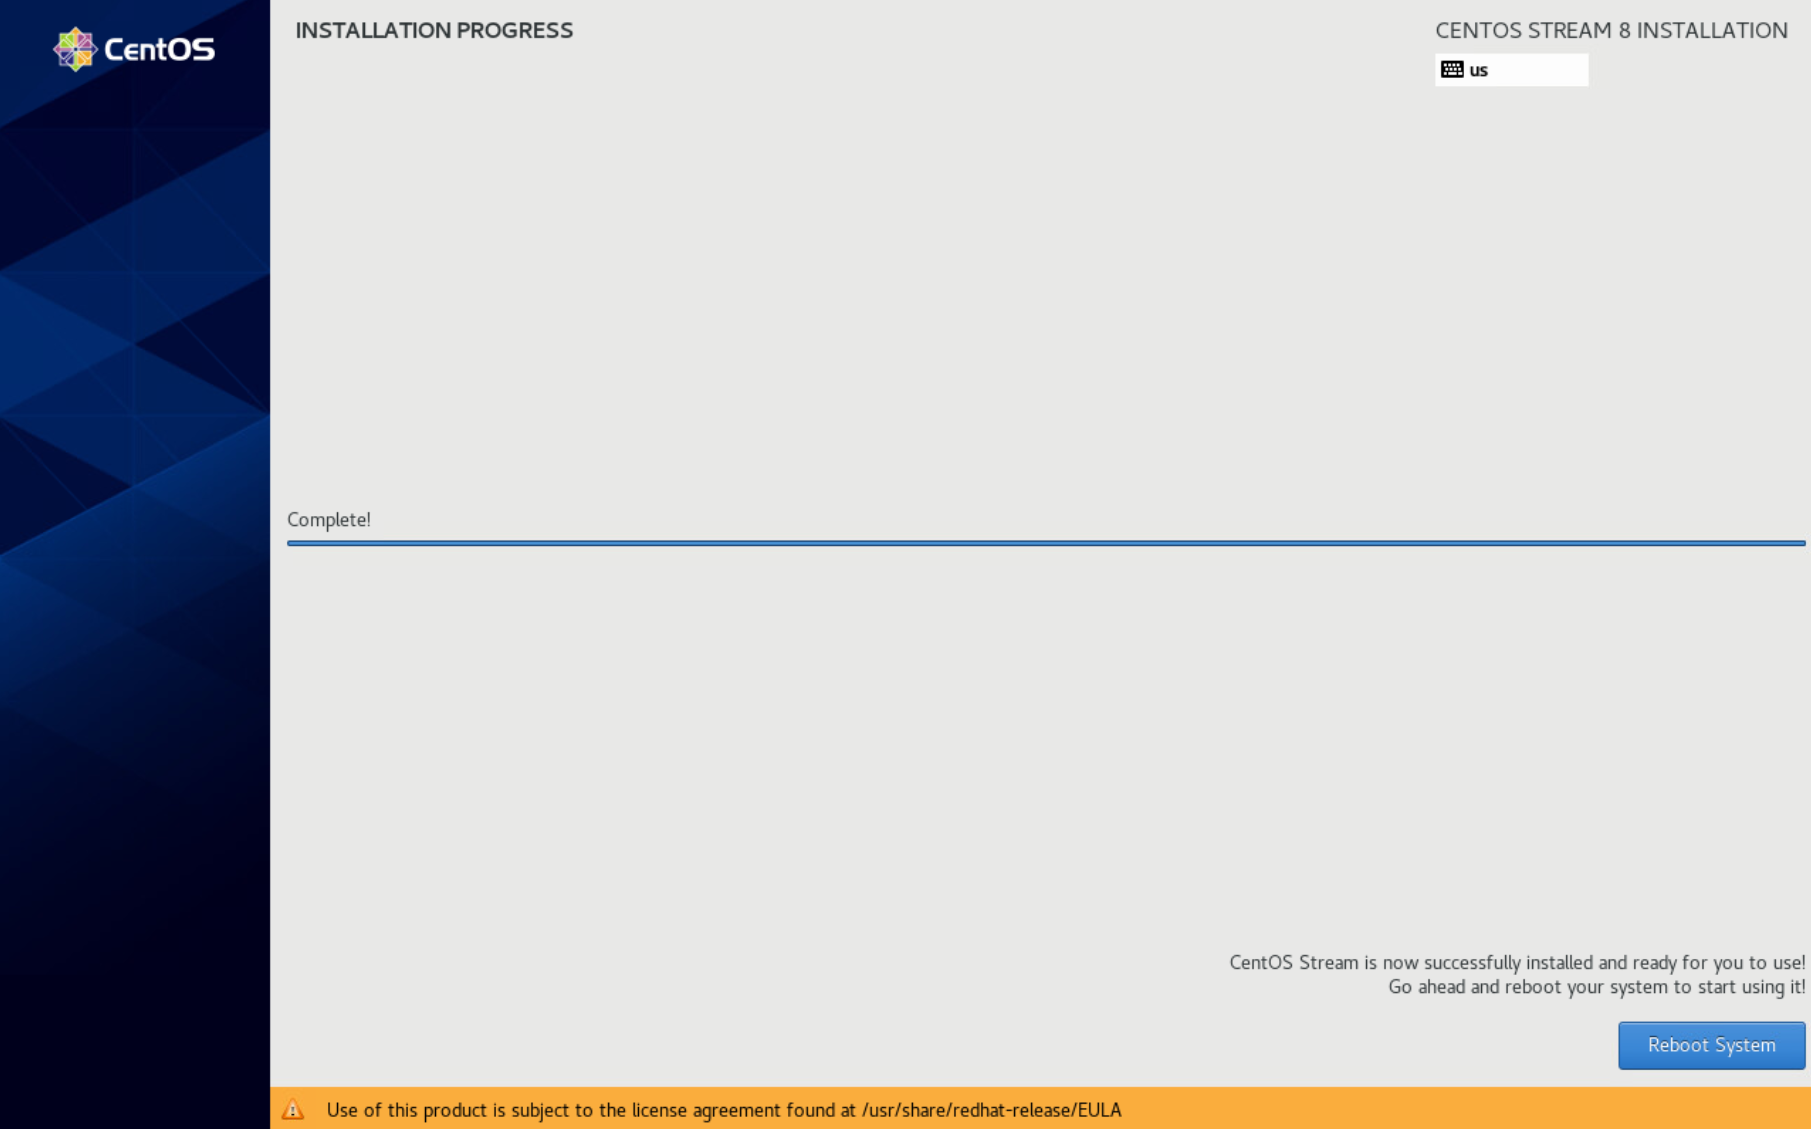 CentOS
INSTALLATION PROGRESS
CENTOS STREAM 8 INSTALLATION
us
Complete!
CentOS Stream is now successfully installed and ready for you to use!
Go ahead and reboot your system to start using it!
Reboot System
Use of this product is subject to the license agreement found at /usr/share/redhat-release/EULA